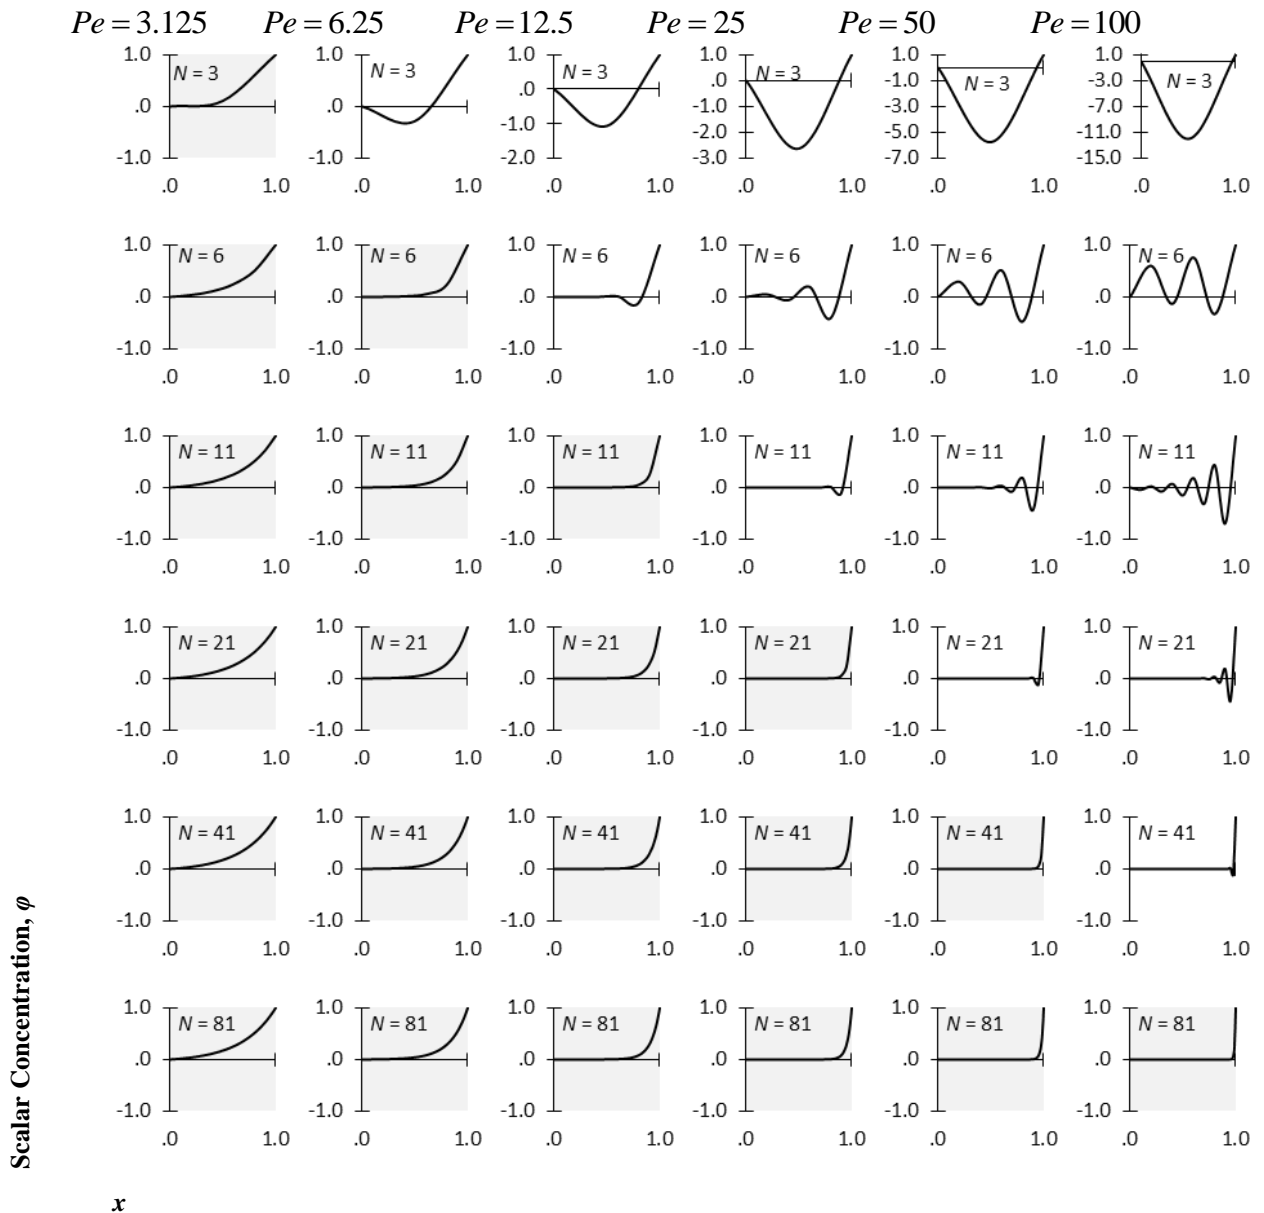 Pe = 3.125 Pe = 6.25 Pe = 12.5 Pe = 25 Pe = 50 Pe = 100
1.0 1.0 1.0 1.0 1.0 1.0
N = 3 N = 3 N = 3 N = 3 N = 3 N = 3
.0 .0 -1.0 -3.0
.0 .0 -1.0 -3.0 -7.0
-1.0 -2.0 -5.0 -11.0
-1.0 -1.0 -2.0 -3.0 -7.0 -15.0
.0 1.0 .0 1.0 .0 1.0 .0 1.0 .0 1.0 .0 1.0
1.0 1.0 1.0 1.0 1.0 1.0
N = 6 N = 6 N = 6 N = 6 N = 6 N = 6
.0 .0 .0 .0 .0 .0
-1.0 -1.0 -1.0 -1.0 -1.0 -1.0
.0 1.0 .0 1.0 .0 1.0 .0 1.0 .0 1.0 .0 1.0
1.0 1.0 1.0 1.0 1.0 1.0
N = 11 N = 11 N = 11 N = 11 N = 11 N = 11
.0 .0 .0 .0 .0 .0
-1.0 -1.0 -1.0 -1.0 -1.0 -1.0
.0 1.0 .0 1.0 .0 1.0 .0 1.0 .0 1.0 .0 1.0
1.0 1.0 1.0 1.0 1.0 1.0
N = 21 N = 21 N = 21 N = 21 N = 21 N = 21
.0 .0 .0 .0 .0 .0
-1.0 -1.0 -1.0 -1.0 -1.0 -1.0
.0 1.0 .0 1.0 .0 1.0 .0 1.0 .0 1.0 .0 1.0
1.0 1.0 1.0 1.0 1.0 1.0
N = 41 N = 41 N = 41 N = 41 N = 41 N = 41
.0 .0 .0 .0 .0 .0
-1.0 -1.0 -1.0 -1.0 -1.0 -1.0
.0 1.0 .0 1.0 .0 1.0 .0 1.0 .0 1.0 .0 1.0
1.0 1.0 1.0 1.0 1.0 1.0
N = 81 N = 81 N = 81 N = 81 N = 81 N = 81
.0 .0 .0 .0 .0 .0
-1.0 -1.0 -1.0 -1.0 -1.0 -1.0
.0 1.0 .0 1.0 .0 1.0 .0 1.0 .0 1.0 .0 1.0
Scalar Concentration, φ
x